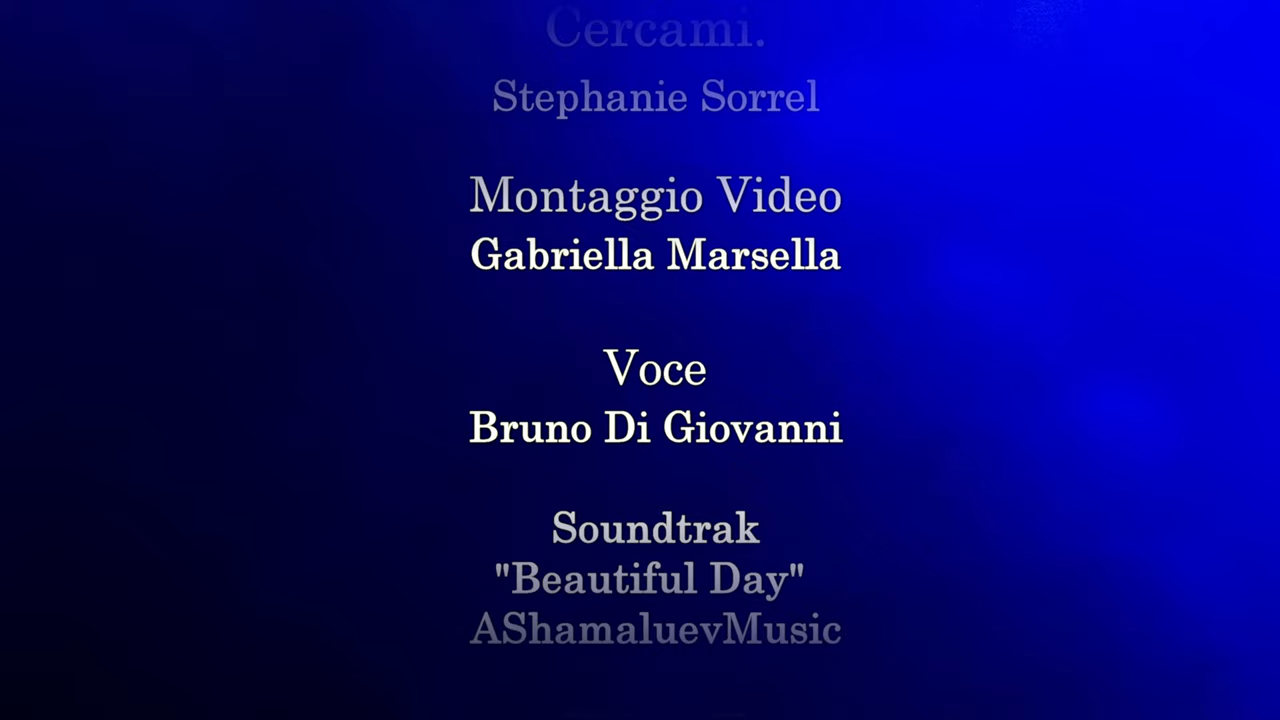 Cercami.
Stephanie Sorrel
Montaggio Video
Gabriella Marsella
Voce
Bruno Di Giovanni
Soundtrak
"Beautiful Day"
AShamaluevMusic